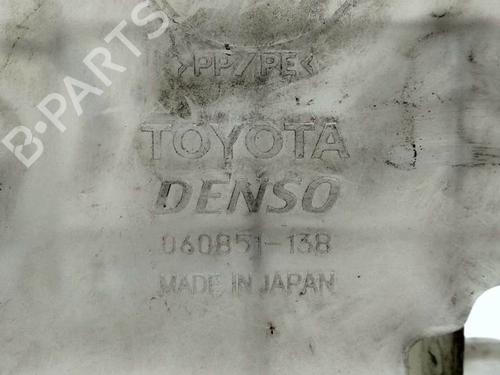 B-PARTS
>PP/PE<
TOYOTA
DENSO
060851-138
MADE IN JAPAN